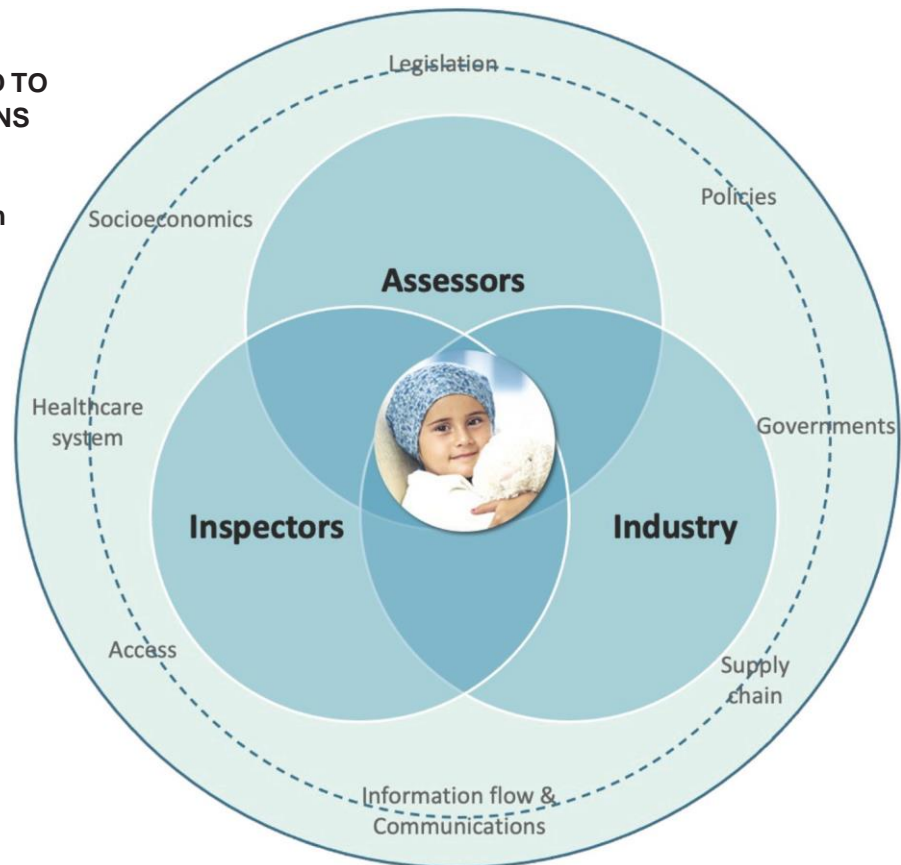 TO
NS
n
Legislation
Policies
Socioeconomics
Assessors
Healthcare
system
Governments
Inspectors
Industry
Access
Supply
chain
Information flow &
Communications